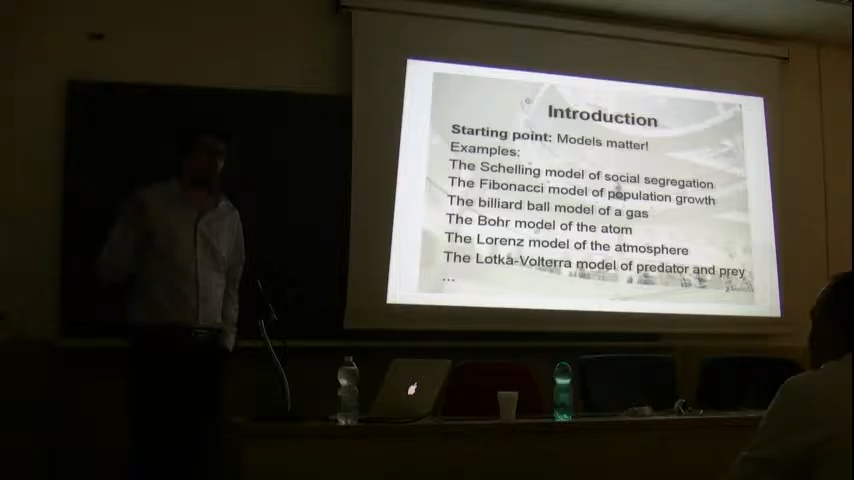 Introduction
Starting point: Models matter!
Examples:
The Schelling model of social segregation
The Fibonacci model of population growth
The billiard ball model of a gas
The Bohr model of the atom
The Lorenz model of the atmosphere
The Lotka-Volterra model of predator and prey
...